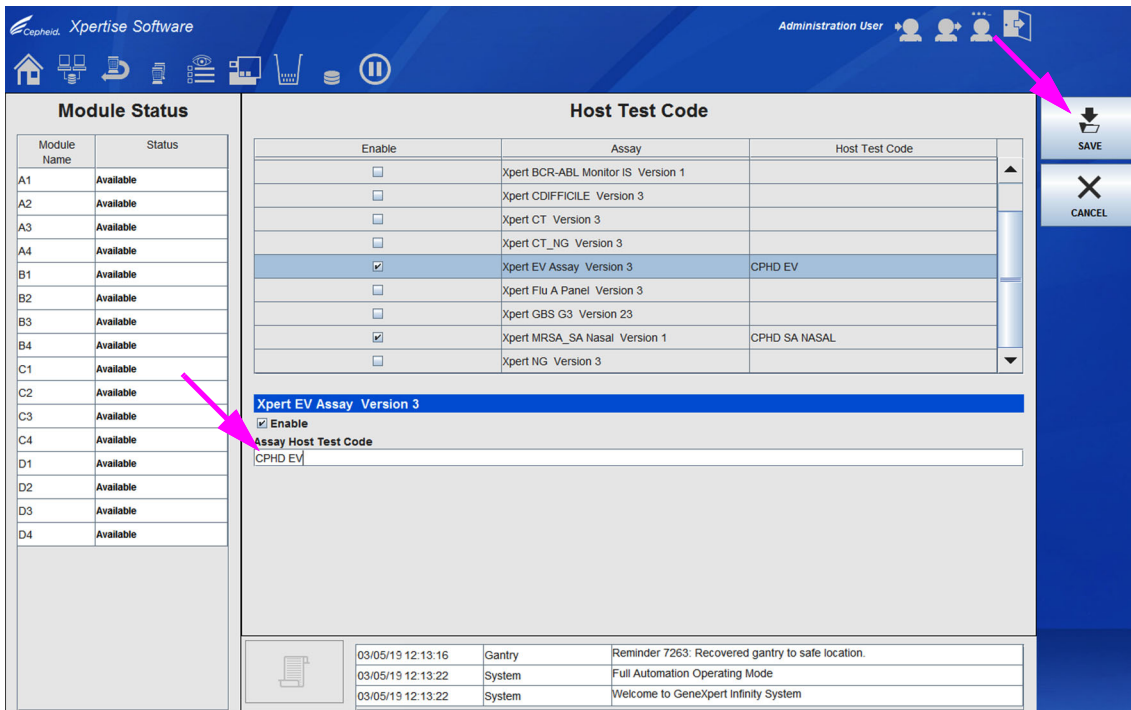 Cepheid. Xpertise Software
Administration User
Module Status
Module Name Status
A1 Available
A2 Available
A3 Available
A4 Available
B1 Available
B2 Available
B3 Available
B4 Available
C1 Available
C2 Available
C3 Available
C4 Available
D1 Available
D2 Available
D3 Available
D4 Available
Host Test Code
Enable Assay Host Test Code
Xpert BCR-ABL Monitor IS Version 1
Xpert CDIFFICILE Version 3
Xpert CT Version 3
Xpert CT_NG Version 3
Xpert EV Assay Version 3 CPHD EV
Xpert Flu A Panel Version 3
Xpert GBS G3 Version 23
Xpert MRSA_SA Nasal Version 1 CPHD SA NASAL
Xpert NG Version 3
Xpert EV Assay Version 3
Enable
Assay Host Test Code
CPHD EV
03/05/19 12:13:16 Gantry Reminder 7263: Recovered gantry to safe location.
03/05/19 12:13:22 System Full Automation Operating Mode
03/05/19 12:13:22 System Welcome to GeneXpert Infinity System
SAVE
CANCEL